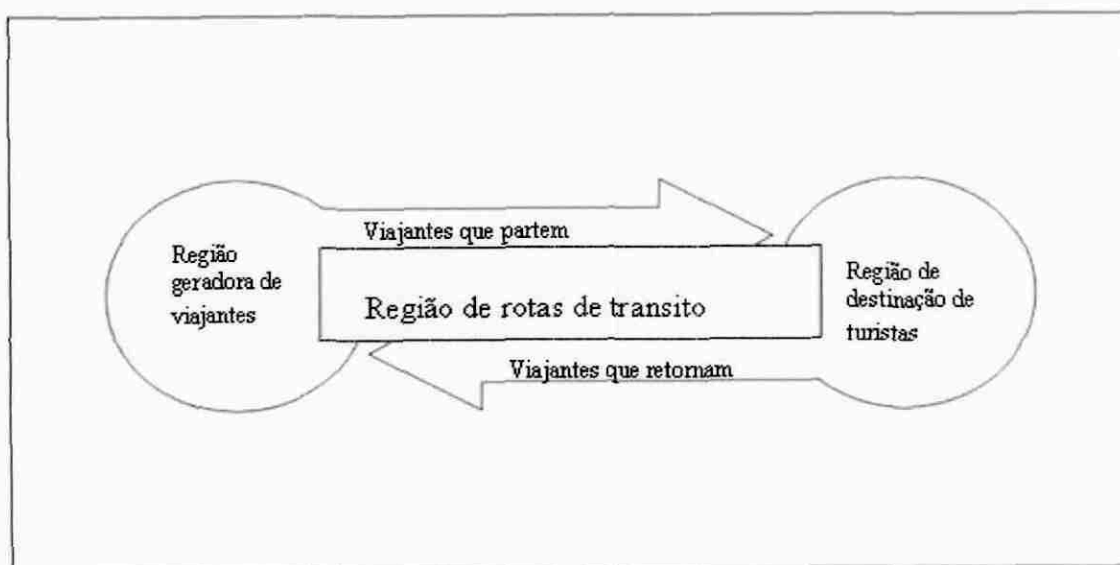 Viajantes que partem
Região
geradora de
viajantes
Região de rotas de transito
Região de
destinação de
turistas
Viajantes que retornam